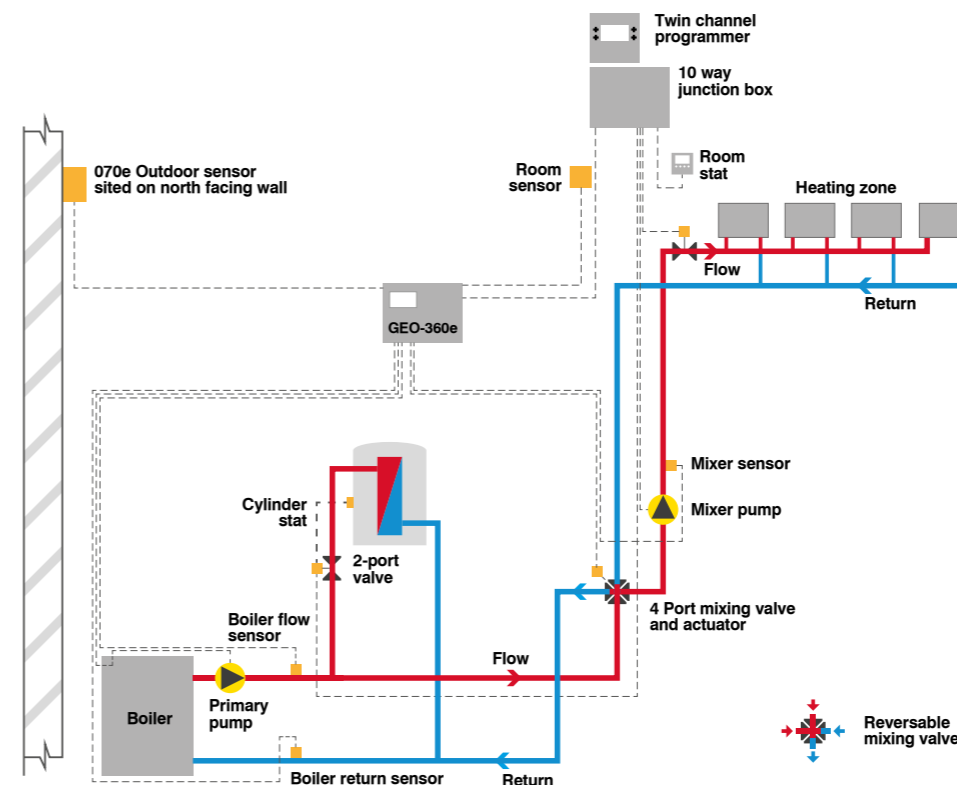 Twin channel
programmer
10 way
junction box
070e Outdoor sensor
sited on north facing wall
Room
sensor
Room
stat
Heating zone
Flow
Return
GEO-360e
Mixer sensor
Cylinder
stat
Mixer pump
2-port
valve
4 Port mixing valve
and actuator
Boiler flow
sensor
Flow
Boiler
Primary
pump
Reversable
mixing valve
Boiler return sensor
Return